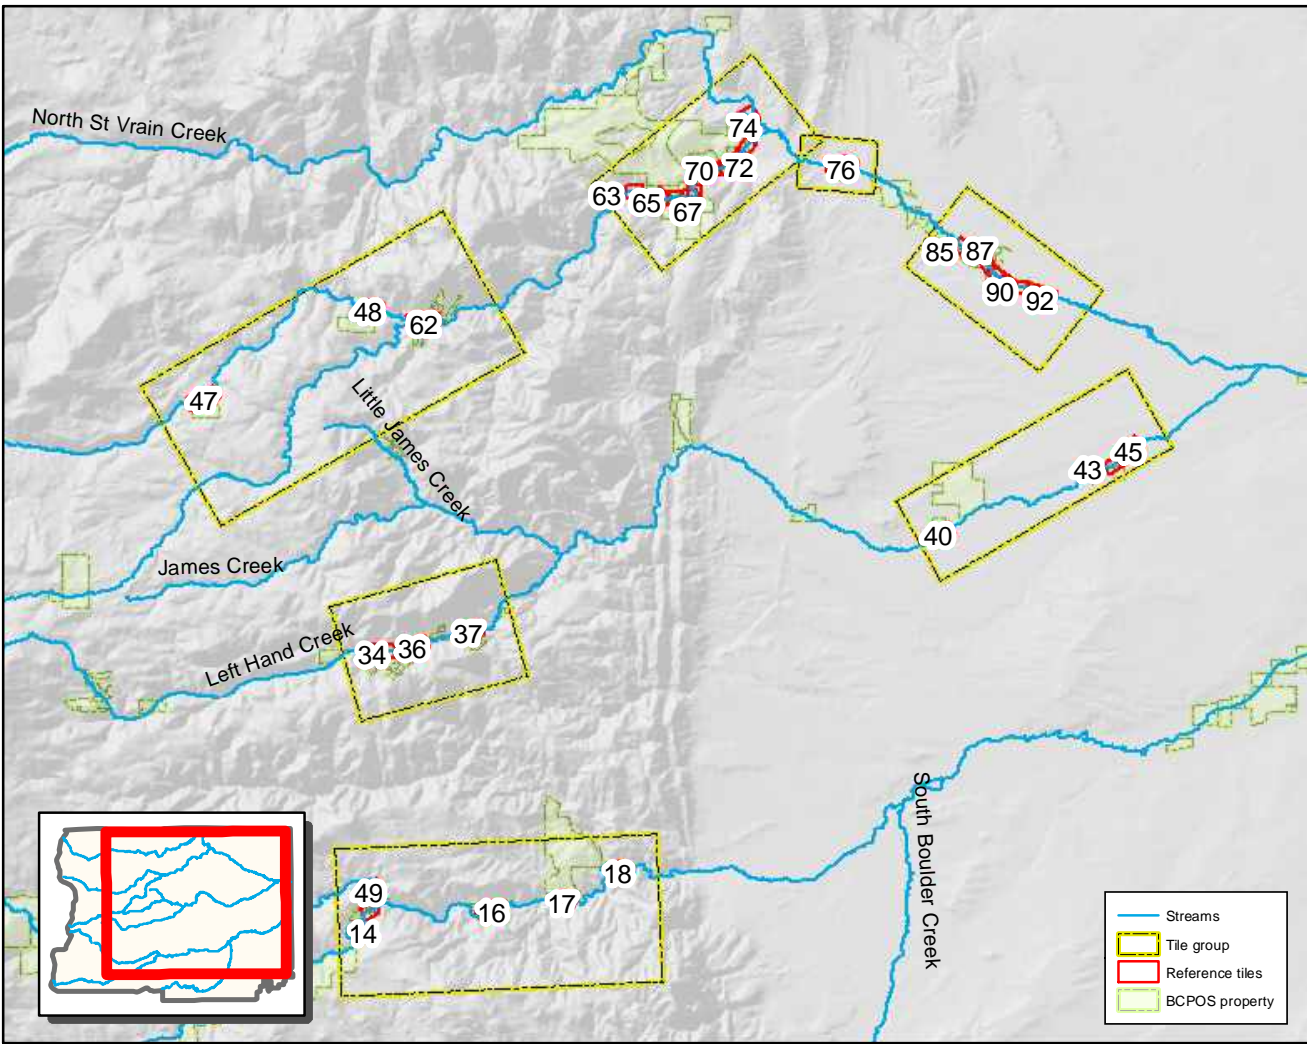 North St Vrain Creek
74
70
72
76
63
65
67
85
87
90
92
48
62
47
Little James Creek
45
43
40
James Creek
37
36
34
Left Hand Creek
South Boulder Creek
18
49
17
16
14
Streams
Tile group
Reference tiles
BCPOS property